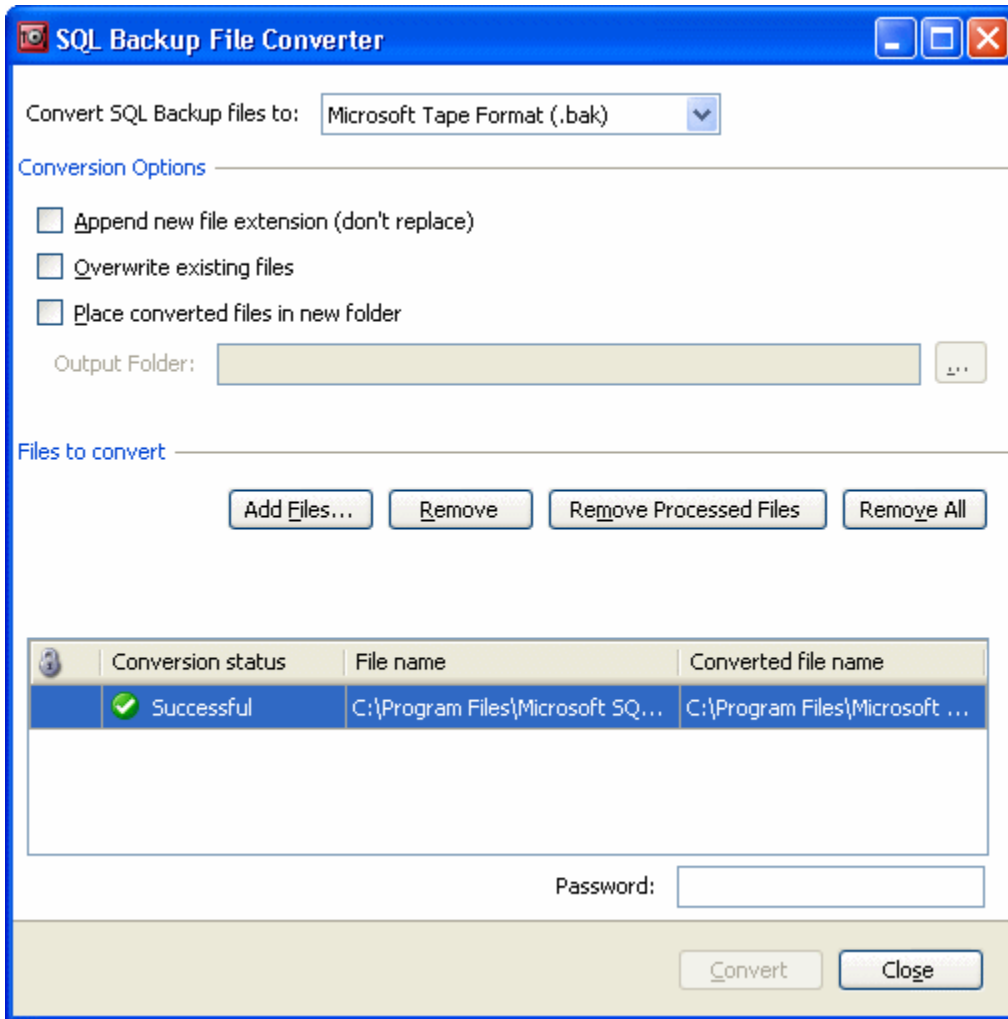 SQL Backup File Converter
Convert SQL Backup files to: Microsoft Tape Format (.bak)
Conversion Options
Append new file extension (don't replace)
Overwrite existing files
Place converted files in new folder
Output Folder: ...
Files to convert
Add Files... Remove Remove Processed Files Remove All
Conversion status File name Converted file name
Successful C:\Program Files\Microsoft SQ... C:\Program Files\Microsoft ...
Password:
Convert Close